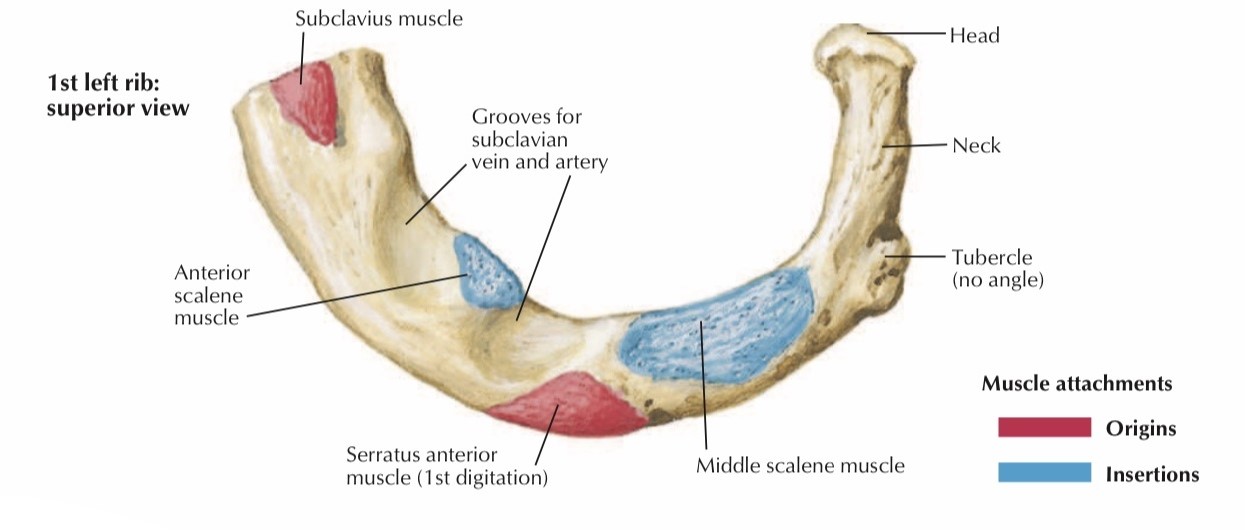 Subclavius muscle
1st left rib:
superior view
Head
Grooves for
subclavian
vein and artery
Neck
Anterior
scalene
muscle
Tubercle
(no angle)
Muscle attachments
Origins
Insertions
Serratus anterior
muscle (1st digitation)
Middle scalene muscle